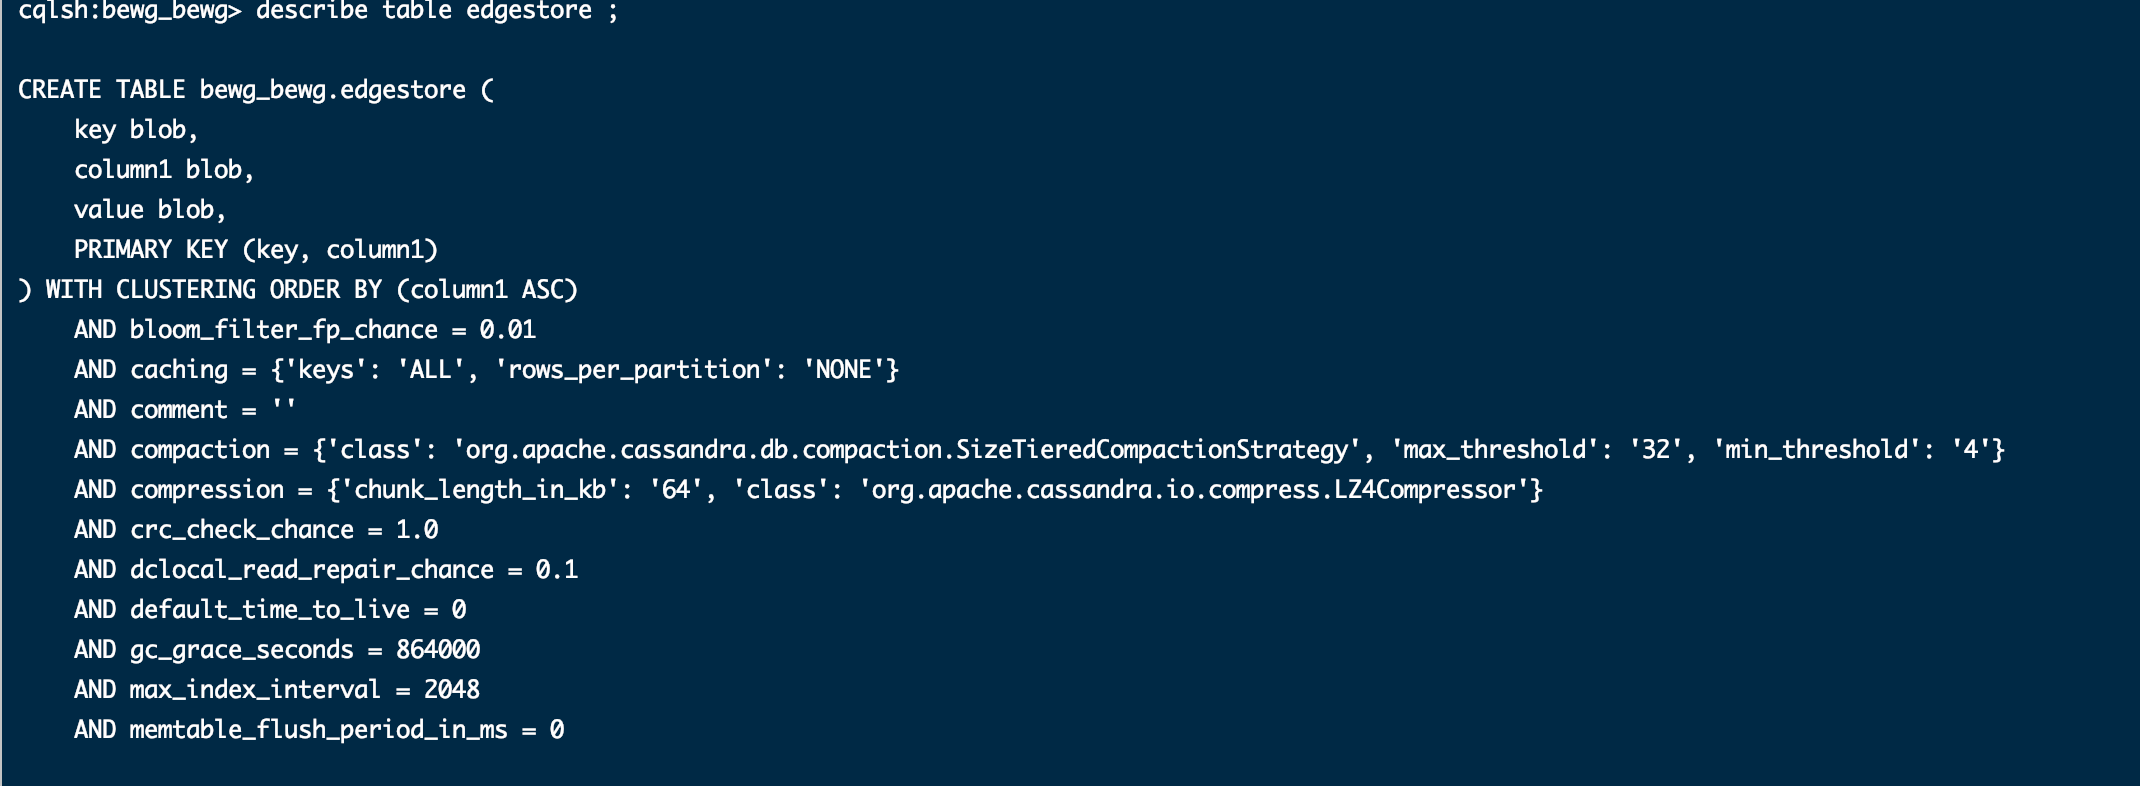 cqlsh:bewg_bewg> describe table edgestore ;
CREATE TABLE bewg_bewg.edgestore (
    key blob,
    column1 blob,
    value blob,
    PRIMARY KEY (key, column1)
) WITH CLUSTERING ORDER BY (column1 ASC)
    AND bloom_filter_fp_chance = 0.01
    AND caching = {'keys': 'ALL', 'rows_per_partition': 'NONE'}
    AND comment = ''
    AND compaction = {'class': 'org.apache.cassandra.db.compaction.SizeTieredCompactionStrategy', 'max_threshold': '32', 'min_threshold': '4'}
    AND compression = {'chunk_length_in_kb': '64', 'class': 'org.apache.cassandra.io.compress.LZ4Compressor'}
    AND crc_check_chance = 1.0
    AND dclocal_read_repair_chance = 0.1
    AND default_time_to_live = 0
    AND gc_grace_seconds = 864000
    AND max_index_interval = 2048
    AND memtable_flush_period_in_ms = 0